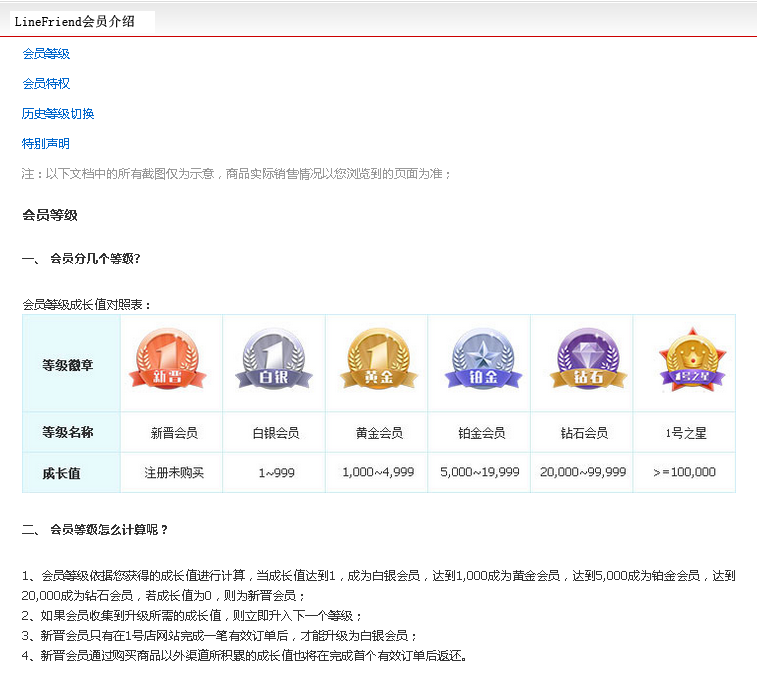 LineFriend会员介绍
会员等级
会员特权
历史等级切换
特别声明
注：以下文档中的所有截图仅为示意，商品实际销售情况以您浏览到的页面为准；
会员等级
一、 会员分几个等级?
会员等级成长值对照表：
等级徽章 1 新晋 1 白银 1 黄金 铂金 钻石 1号之星
等级名称 新晋会员 白银会员 黄金会员 铂金会员 钻石会员 1号之星
成长值 注册未购买 1~999 1,000~4,999 5,000~19,999 20,000~99,999 >=100,000
二、 会员等级怎么计算呢？
1、会员等级依据您获得的成长值进行计算，当成长值达到1，成为白银会员，达到1,000成为黄金会员，达到5,000成为铂金会员，达到
20,000成为钻石会员，若成长值为0，则为新晋会员；
2、如果会员收集到升级所需的成长值，则立即升入下一个等级；
3、新晋会员只有在1号店网站完成一笔有效订单后，才能升级为白银会员；
4、新晋会员通过购买商品以外渠道所积累的成长值也将在完成首个有效订单后返还。